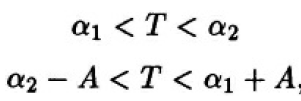 α₁ < T < α₂
α₂ − A < T < α₁ + A,